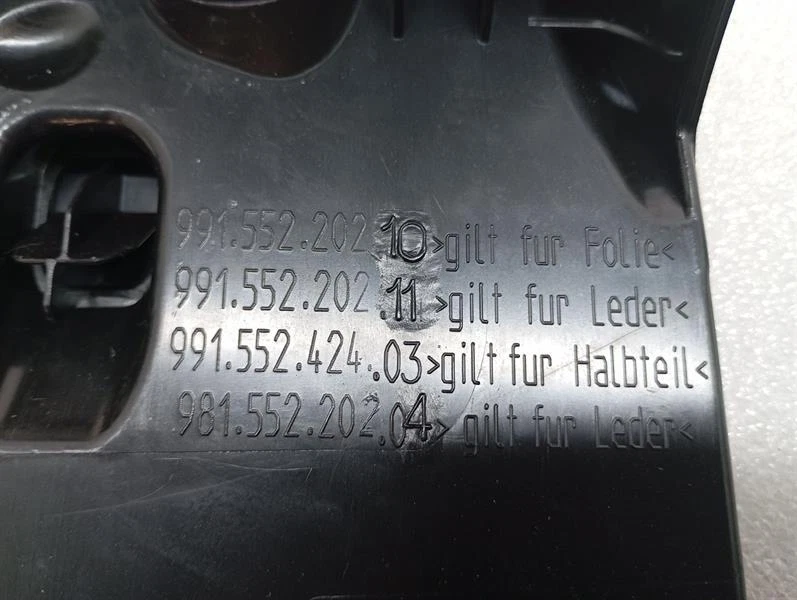 991.552.202.10>gilt fur Folie<
991.552.202.11>gilt fur Leder<
991.552.424.03>gilt fur Halbteil<
981.552.202.04> gilt fur Leder<